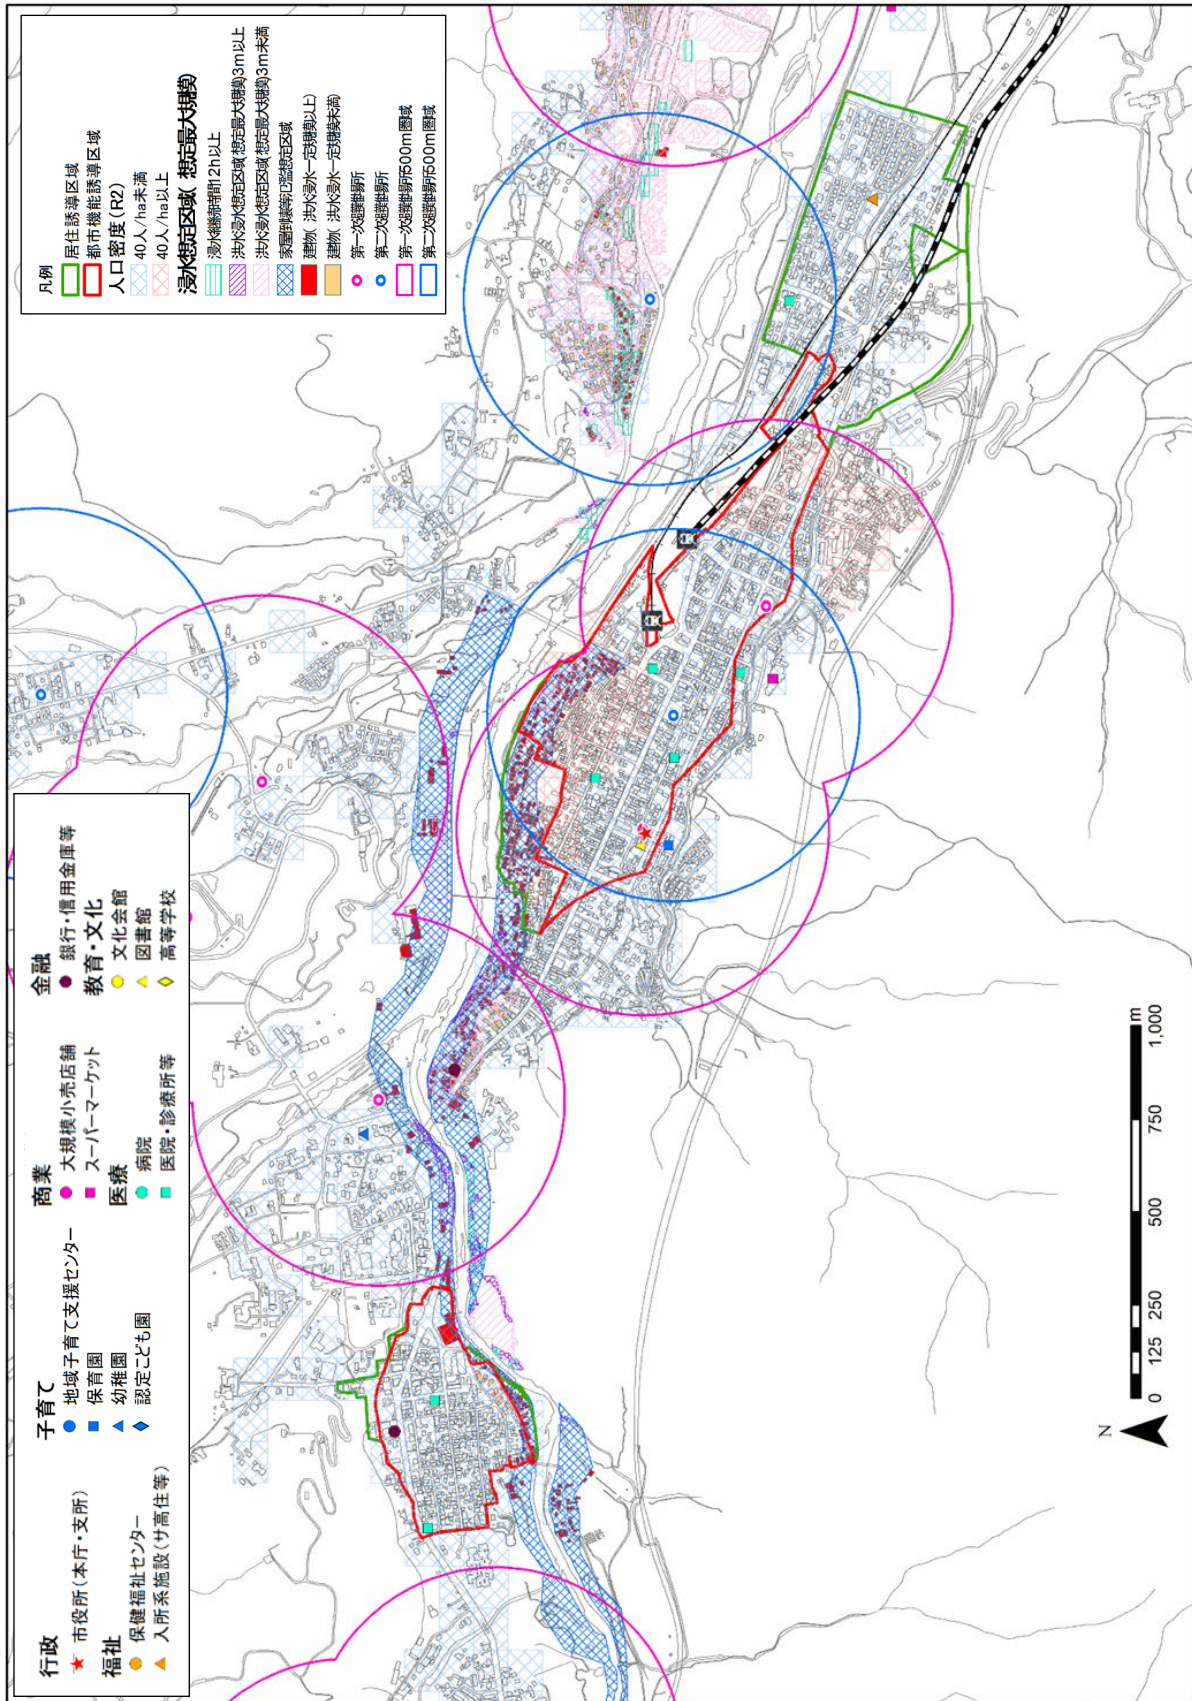 凡例
居住誘導区域
都市機能誘導区域
人口密度(R2)
40人/ha未満
40人/ha以上
浸水想定区域(想定最大規模)
浸水継続時間12h以上
洪水浸水想定区域(想定最大規模)3m以上
洪水浸水想定区域(想定最大規模)3m未満
家屋倒壊等氾濫想定区域
建物(洪水浸水一定規模以上)
建物(洪水浸水一定規模未満)
第一次避難場所
第二次避難場所
第一次避難場所500m圏域
第二次避難場所500m圏域
行政
市役所(本庁・支所)
福祉
保健福祉センター
入所系施設(サ高住等)
子育て
地域子育て支援センター
保育園
幼稚園
認定こども園
商業
大規模小売店舗
スーパーマーケット
医療
病院
医院・診療所等
金融
銀行・信用金庫等
教育・文化
文化会館
図書館
高等学校
N
0 125 250 500 750 1,000
m